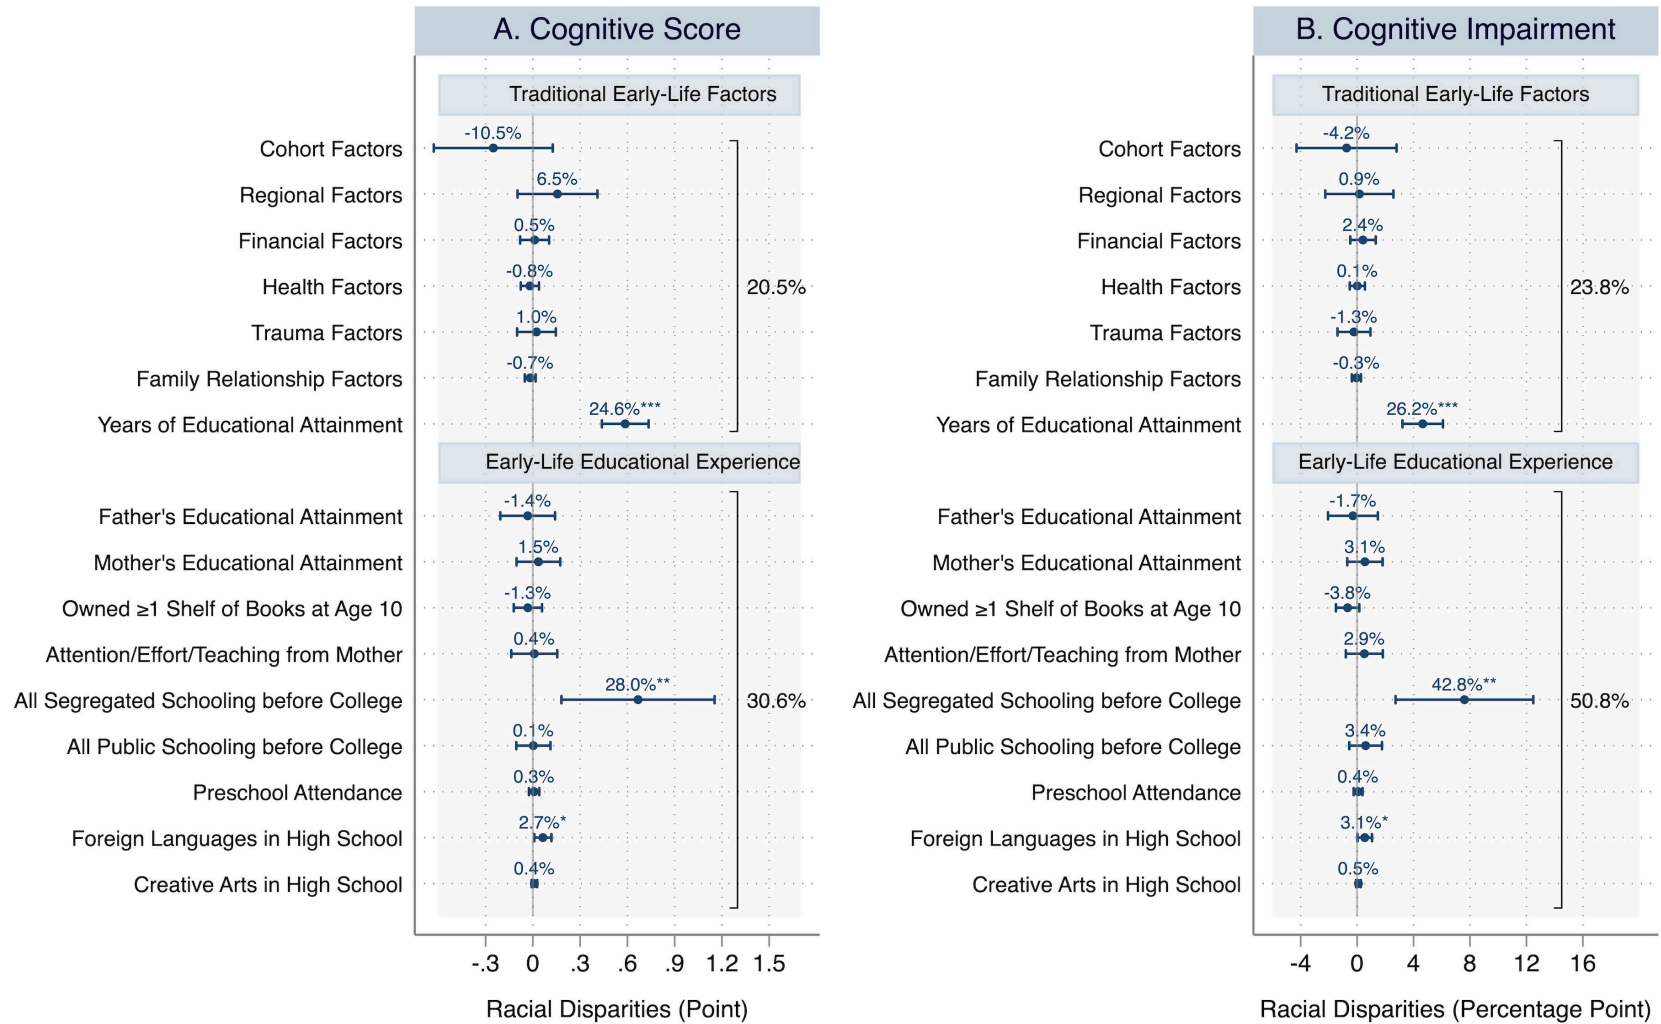 A. Cognitive Score
Traditional Early-Life Factors
Cohort Factors -10.5%
Regional Factors 6.5%
Financial Factors 0.5%
Health Factors -0.8% 20.5%
Trauma Factors 1.0%
Family Relationship Factors -0.7%
Years of Educational Attainment 24.6%***
Early-Life Educational Experience
Father's Educational Attainment -1.4%
Mother's Educational Attainment 1.5%
Owned ≥1 Shelf of Books at Age 10 -1.3%
Attention/Effort/Teaching from Mother 0.4%
All Segregated Schooling before College 28.0%** 30.6%
All Public Schooling before College 0.1%
Preschool Attendance 0.3%
Foreign Languages in High School 2.7%*
Creative Arts in High School 0.4%
-.3 0 .3 .6 .9 1.2 1.5
Racial Disparities (Point)
B. Cognitive Impairment
Traditional Early-Life Factors
Cohort Factors -4.2%
Regional Factors 0.9%
Financial Factors 2.4%
Health Factors 0.1% 23.8%
Trauma Factors -1.3%
Family Relationship Factors -0.3%
Years of Educational Attainment 26.2%***
Early-Life Educational Experience
Father's Educational Attainment -1.7%
Mother's Educational Attainment 3.1%
Owned ≥1 Shelf of Books at Age 10 -3.8%
Attention/Effort/Teaching from Mother 2.9%
All Segregated Schooling before College 42.8%** 50.8%
All Public Schooling before College 3.4%
Preschool Attendance 0.4%
Foreign Languages in High School 3.1%*
Creative Arts in High School 0.5%
-4 0 4 8 12 16
Racial Disparities (Percentage Point)